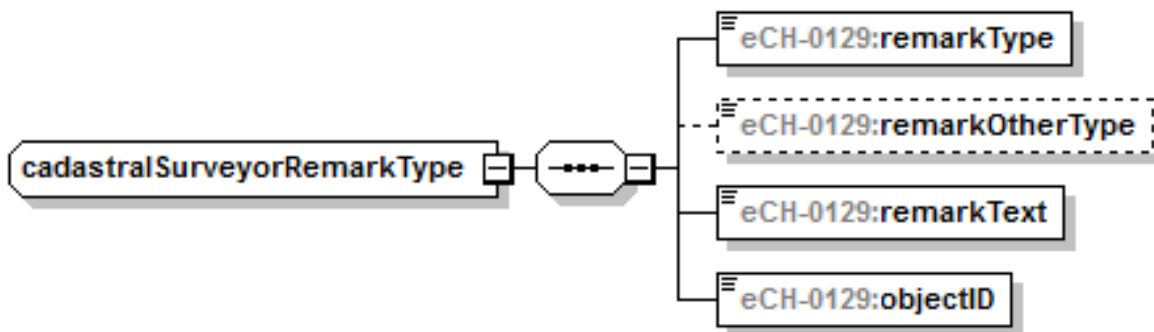 eCH-0129:remarkType
eCH-0129:remarkOtherType
cadastralSurveyorRemarkType
eCH-0129:remarkText
eCH-0129:objectID